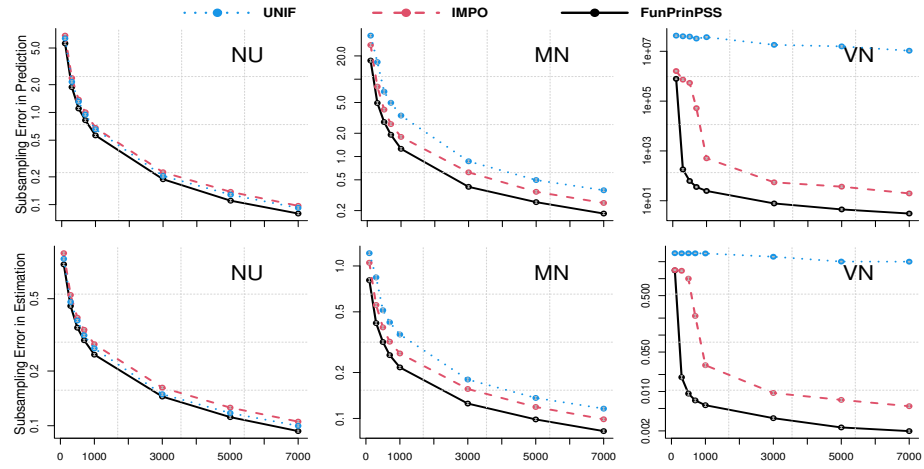 UNIF IMPO FunPrinPSS
Subsampling Error in Prediction
5.0
2.0
1.0
0.5
0.2
0.1
NU
20.0
5.0
2.0
1.0
0.5
0.2
MN
1e+07
1e+05
1e+03
1e+01
VN
Subsampling Error in Estimation
0.5
0.2
0.1
NU
0 1000 3000 5000 7000
1.0
0.5
0.2
0.1
MN
0 1000 3000 5000 7000
0.500
0.050
0.010
0.002
VN
0 1000 3000 5000 7000